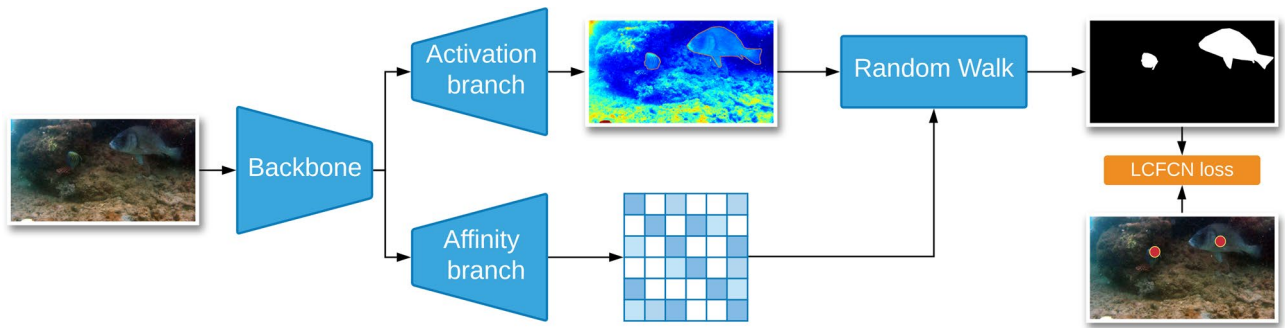 Activation
branch
Random Walk
Backbone
LCFCN loss
Affinity
branch